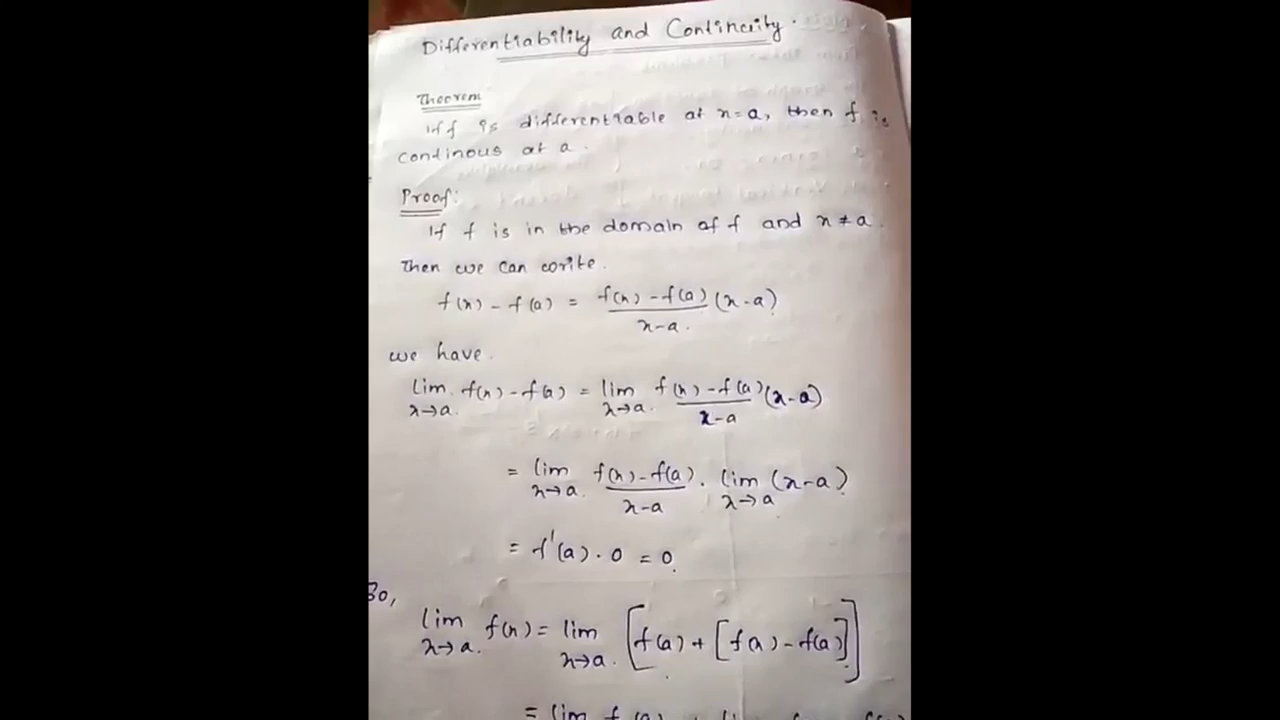 Differentiability and Continuity.
Theorem
If f is differentiable at x=a, then f is
continous at a.
Proof:
If f is in the domain of f and x ≠ a.
Then we can write.
f(x) - f(a) = f(x) - f(a) / x-a . (x-a)
we have.
lim x→a. f(x) - f(a) = lim x→a. f(x) - f(a) / x-a (x-a)
= lim x→a. f(x) - f(a) / x-a . lim x→a (x-a)
= f'(a) . 0 = 0.
So,
lim x→a. f(x) = lim x→a. [f(a) + [f(x) - f(a)]]
= lim f(a)